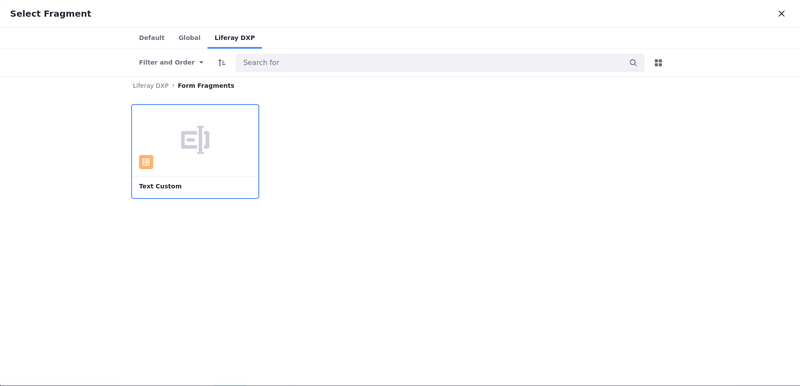 Select Fragment
Default Global Liferay DXP
Filter and Order Search for
Liferay DXP › Form Fragments
Text Custom